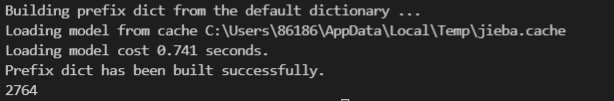 Building prefix dict from the default dictionary ...
Loading model from cache C:\Users\86186\AppData\Local\Temp\jieba.cache
Loading model cost 0.741 seconds.
Prefix dict has been built successfully.
2764